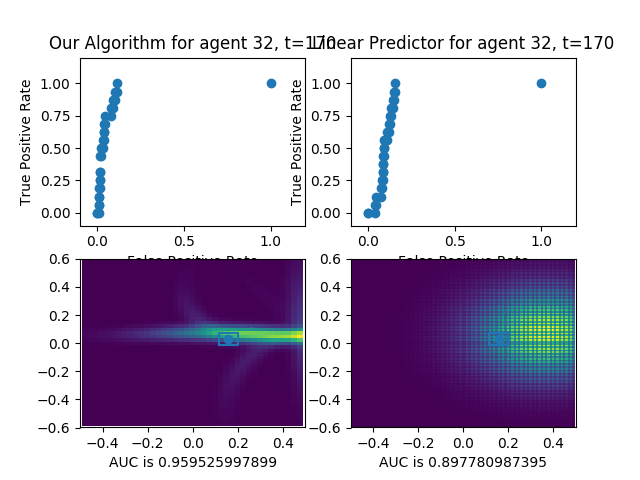 Our Algorithm for agent 32, t=170
Linear Predictor for agent 32, t=170
True Positive Rate
1.00
0.75
0.50
0.25
0.00
0.0 0.5 1.0
False Positive Rate
True Positive Rate
1.00
0.75
0.50
0.25
0.00
0.0 0.5 1.0
False Positive Rate
0.6
0.4
0.2
0.0
−0.2
−0.4
−0.6
−0.4 −0.2 0.0 0.2 0.4
AUC is 0.959525997899
0.6
0.4
0.2
0.0
−0.2
−0.4
−0.6
−0.4 −0.2 0.0 0.2 0.4
AUC is 0.897780987395